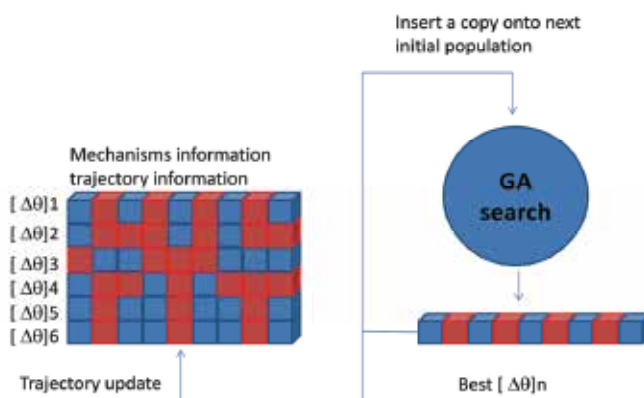 Insert a copy onto next
initial population
Mechanisms information
trajectory information
GA
search
[ Δθ]1
[ Δθ]2
[ Δθ]3
[ Δθ]4
[ Δθ]5
[ Δθ]6
Trajectory update
Best [ Δθ]n